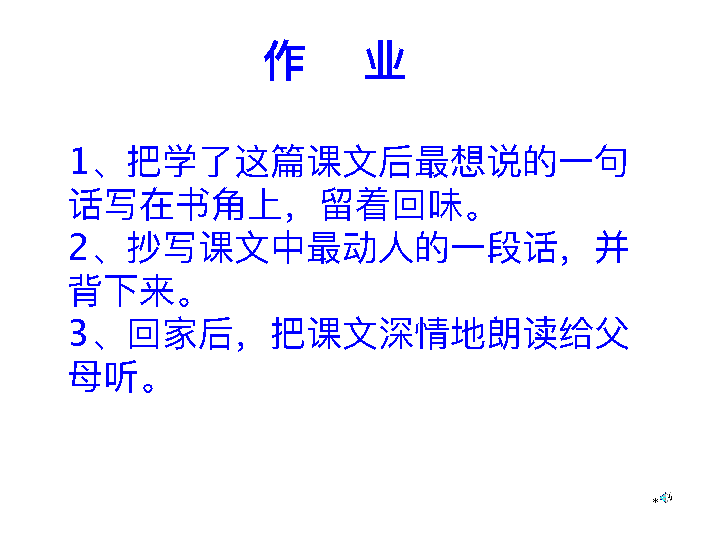 作 业
1、把学了这篇课文后最想说的一句
话写在书角上，留着回味。
2、抄写课文中最动人的一段话，并
背下来。
3、回家后，把课文深情地朗读给父
母听。
*